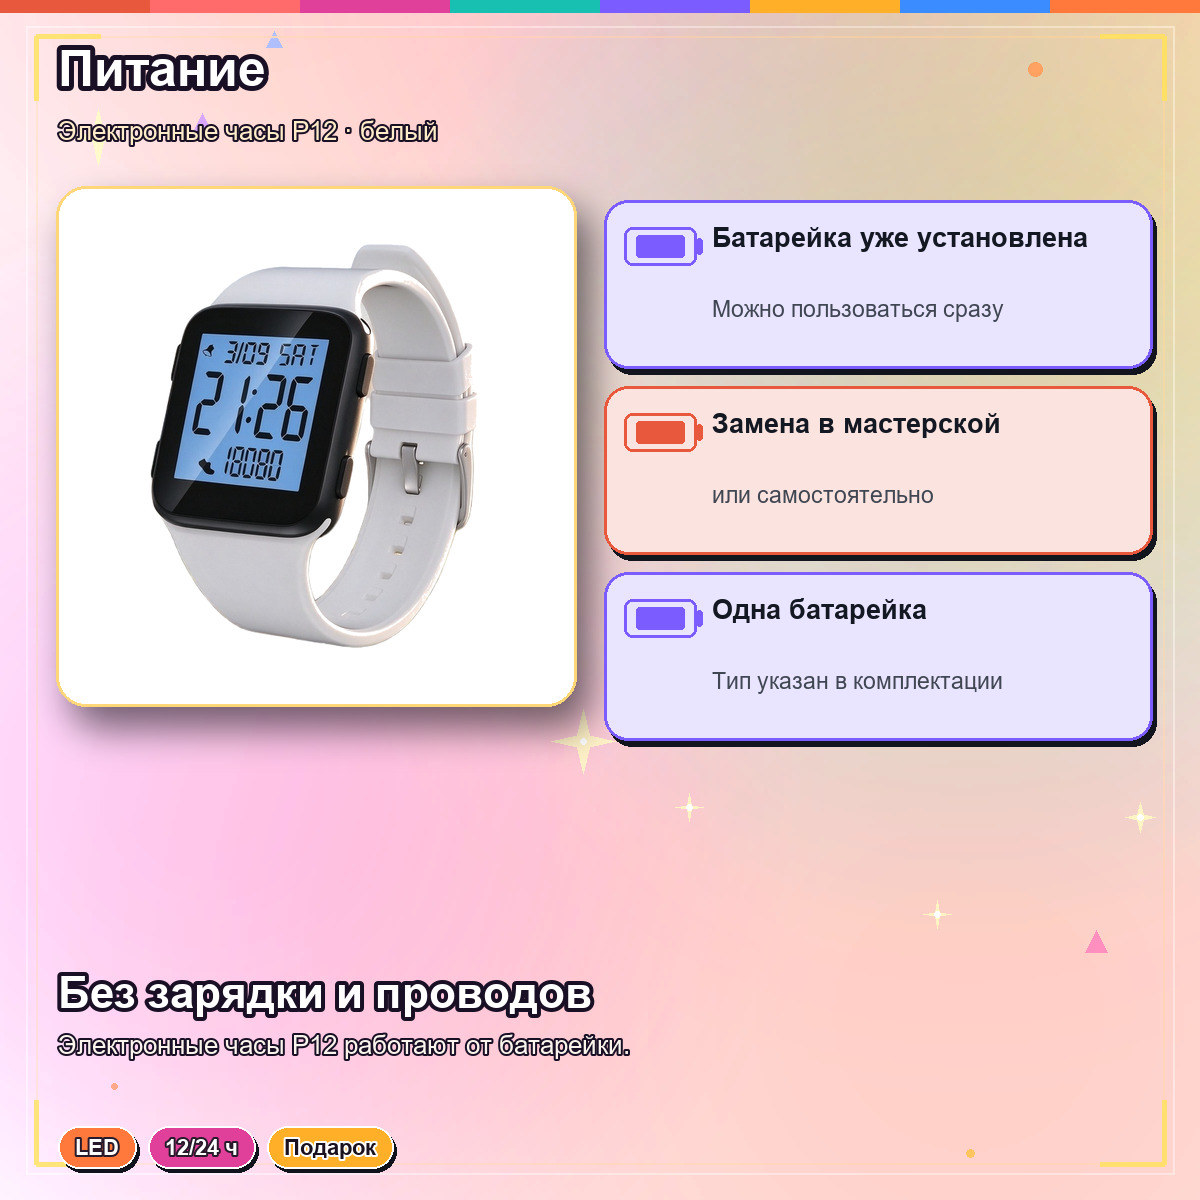 Питание
Электронные часы P12 · белый
3/09 SAT
21:26
18080
Батарейка уже установлена
Можно пользоваться сразу
Замена в мастерской
или самостоятельно
Одна батарейка
Тип указан в комплектации
Без зарядки и проводов
Электронные часы P12 работают от батарейки.
LED
12/24 ч
Подарок